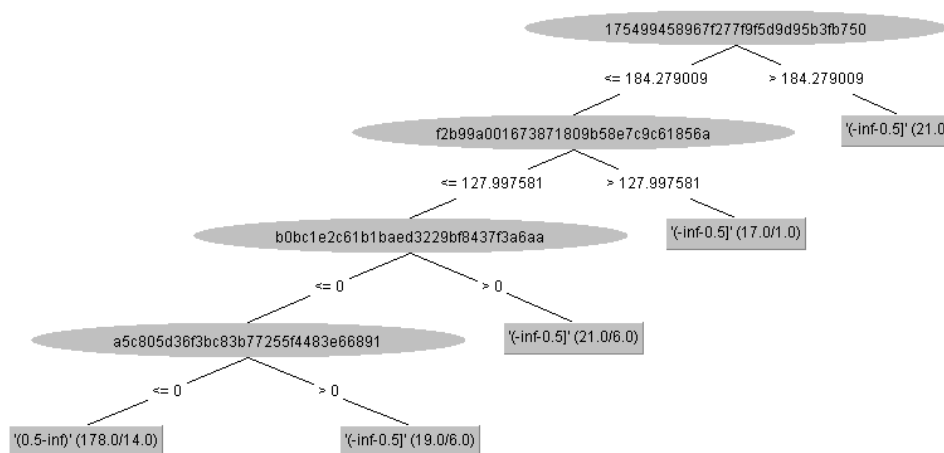 175499458967f277f9f5d9d95b3fb750
<= 184.279009
> 184.279009
f2b99a001673871809b58e7c9c61856a
'(-inf-0.5]' (21.0
<= 127.997581
> 127.997581
b0bc1e2c61b1baed3229bf8437f3a6aa
'(-inf-0.5]' (17.0/1.0)
<= 0
> 0
a5c805d36f3bc83b77255f4483e66891
'(-inf-0.5]' (21.0/6.0)
<= 0
> 0
'(0.5-inf)' (178.0/14.0)
'(-inf-0.5]' (19.0/6.0)